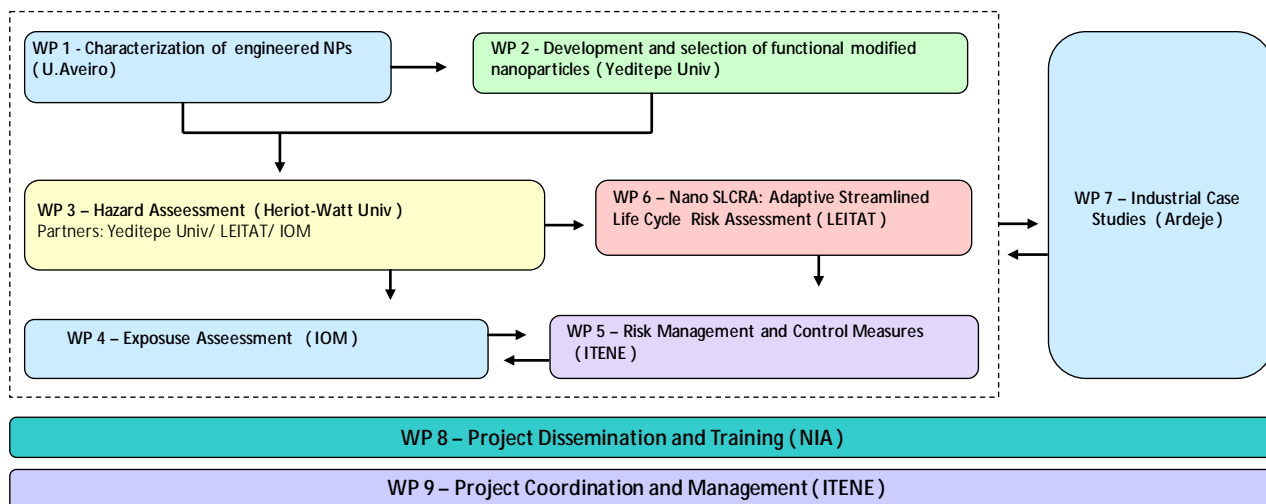 WP 1 - Characterization of engineered NPs
(U.Aveiro)
WP 2 - Development and selection of functional modified
nanoparticles (Yeditepe Univ)
WP 3 – Hazard Asseessment (Heriot-Watt Univ)
Partners: Yeditepe Univ/ LEITAT/ IOM
WP 6 – Nano SLCRA: Adaptive Streamlined
Life Cycle Risk Assessment (LEITAT)
WP 7 – Industrial Case
Studies (Ardeje)
WP 4 – Exposuse Asseessment (IOM)
WP 5 – Risk Management and Control Measures
(ITENE)
WP 8 – Project Dissemination and Training (NIA)
WP 9 – Project Coordination and Management (ITENE)